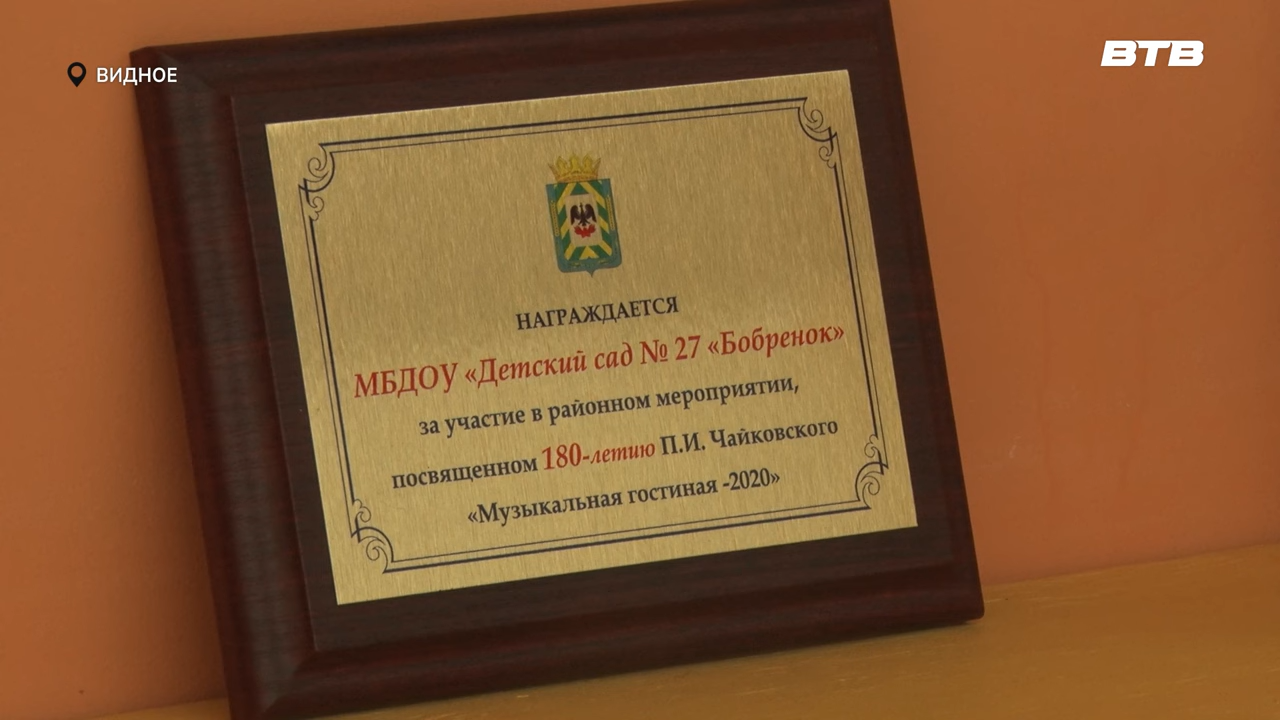 ВИДНОЕ
ВТВ
НАГРАЖДАЕТСЯ
МБДОУ «Детский сад № 27 «Бобренок»
за участие в районном мероприятии,
посвященном 180-летию П.И. Чайковского
«Музыкальная гостиная -2020»